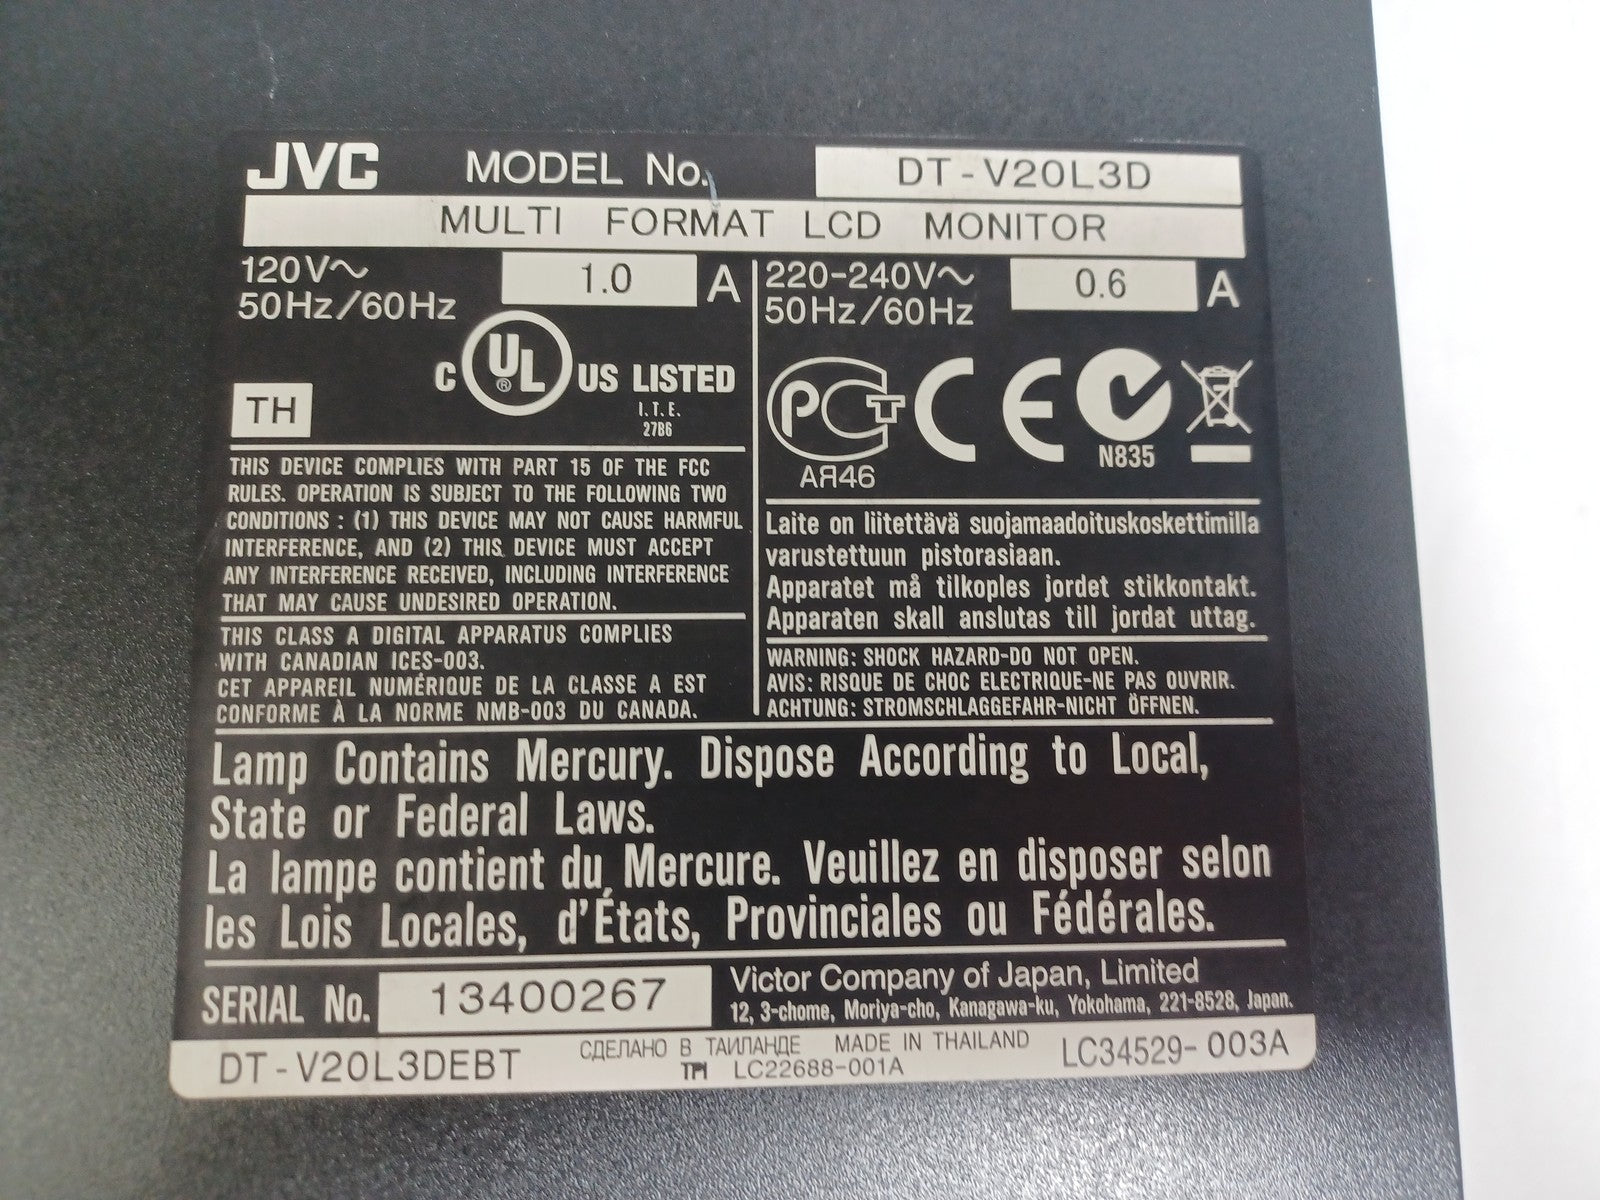 JVC MODEL No. DT-V20L3D
MULTI FORMAT LCD MONITOR
120V~ 1.0 A
50Hz/60Hz
C UL ® US LISTED
I.T.E.
27B6
TH
220-240V~ 0.6 A
50Hz/60Hz
PCT CE
АЯ46
N835
THIS DEVICE COMPLIES WITH PART 15 OF THE FCC
RULES. OPERATION IS SUBJECT TO THE FOLLOWING TWO
CONDITIONS : (1) THIS DEVICE MAY NOT CAUSE HARMFUL
INTERFERENCE, AND (2) THIS DEVICE MUST ACCEPT
ANY INTERFERENCE RECEIVED, INCLUDING INTERFERENCE
THAT MAY CAUSE UNDESIRED OPERATION.
THIS CLASS A DIGITAL APPARATUS COMPLIES
WITH CANADIAN ICES-003.
CET APPAREIL NUMÉRIQUE DE LA CLASSE A EST
CONFORME À LA NORME NMB-003 DU CANADA.
Laite on liitettävä suojamaadoituskoskettimilla
varustettuun pistorasiaan.
Apparatet må tilkoples jordet stikkontakt.
Apparaten skall anslutas till jordat uttag.
WARNING: SHOCK HAZARD-DO NOT OPEN.
AVIS: RISQUE DE CHOC ELECTRIQUE-NE PAS OUVRIR.
ACHTUNG: STROMSCHLAGGEFAHR-NICHT ÖFFNEN.
Lamp Contains Mercury. Dispose According to Local,
State or Federal Laws.
La lampe contient du Mercure. Veuillez en disposer selon
les Lois Locales, d'États, Provinciales ou Fédérales.
SERIAL No. 13400267
Victor Company of Japan, Limited
12, 3-chome, Moriya-cho, Kanagawa-ku, Yokohama, 221-8528, Japan.
DT-V20L3DEBT
СДЕЛАНО В ТАИЛАНДЕ MADE IN THAILAND
LC22688-001A
LC34529-003A